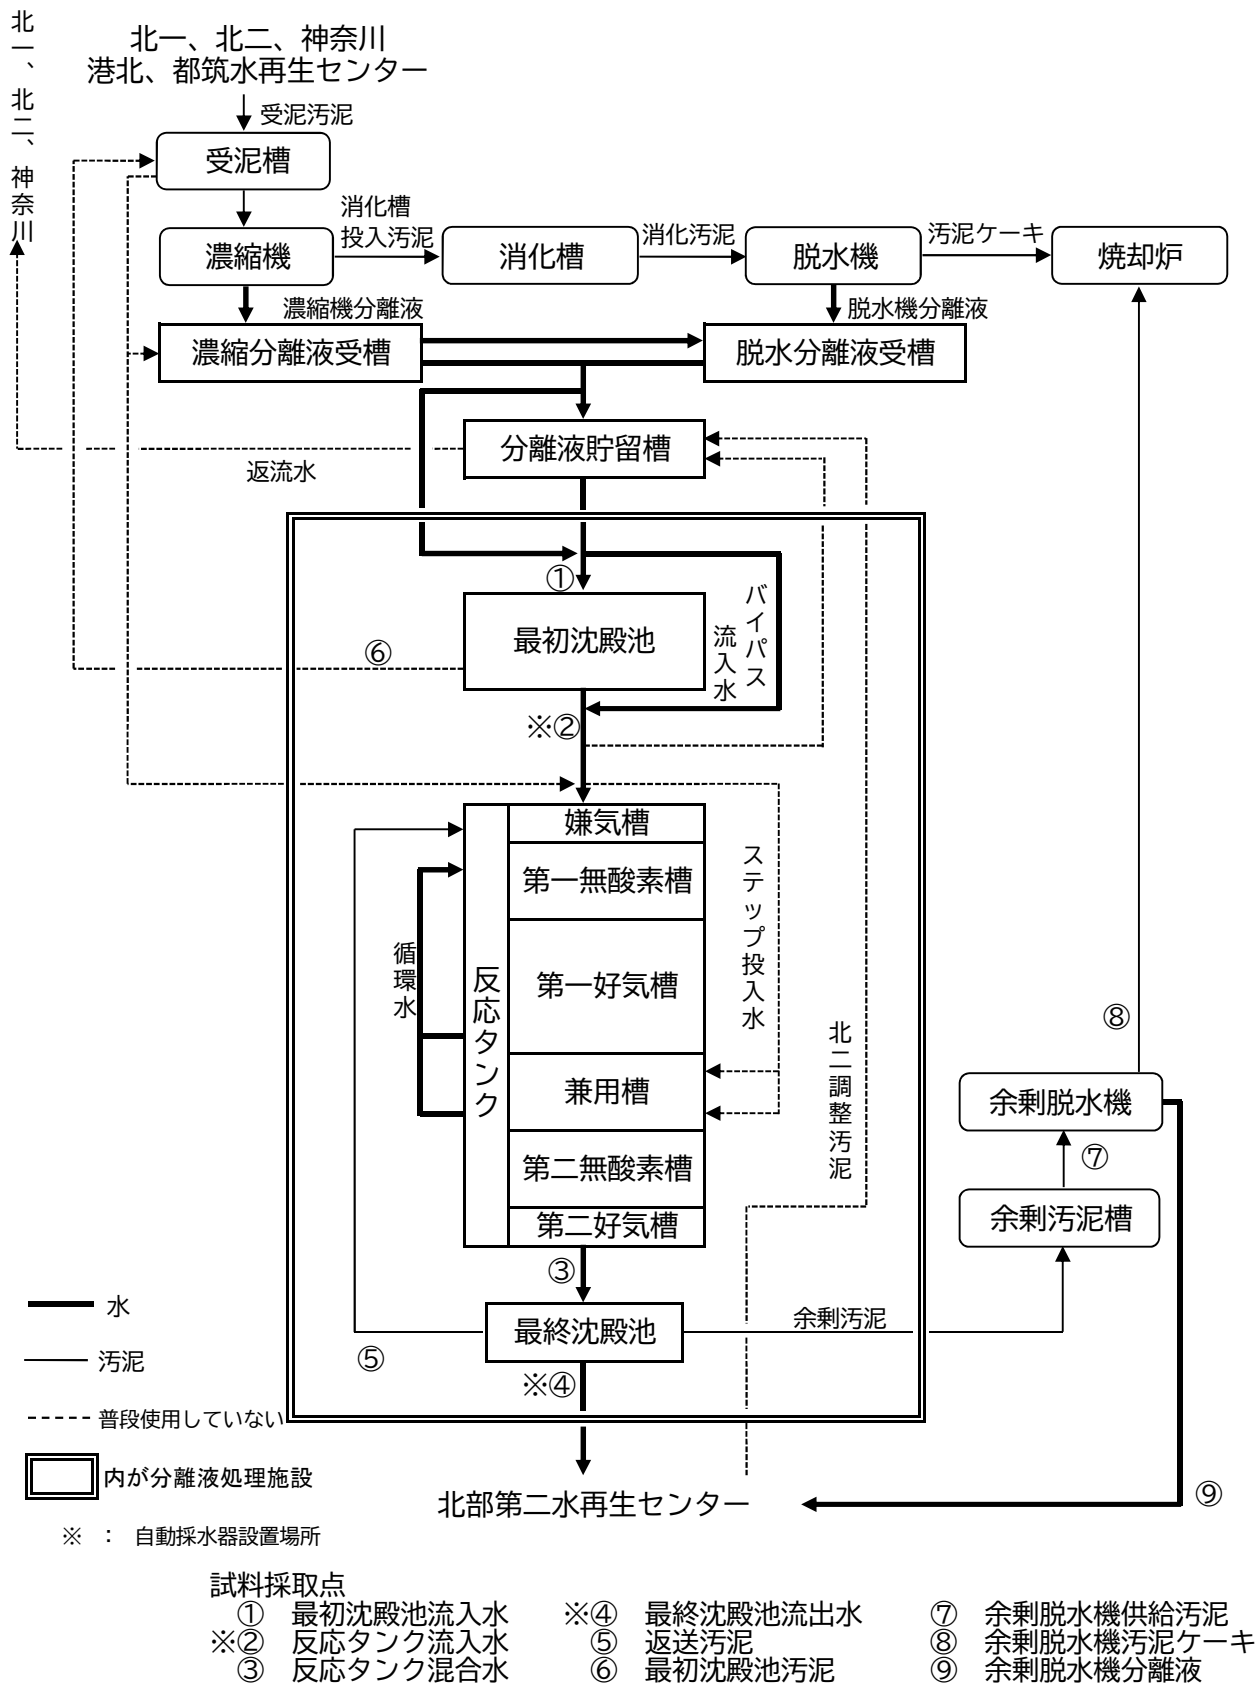 北一、北二、神奈川
北一、北二、神奈川
港北、都筑水再生センター
受泥汚泥
受泥槽
消化槽
投入汚泥
消化汚泥
汚泥ケーキ
濃縮機
消化槽
脱水機
焼却炉
濃縮機分離液
脱水機分離液
濃縮分離液受槽
脱水分離液受槽
分離液貯留槽
返流水
①
バイパス
流入水
最初沈殿池
⑥
※②
嫌気槽
第一無酸素槽
ステップ投入水
循環水
反応タンク
第一好気槽
⑧
北二調整汚泥
兼用槽
余剰脱水機
⑦
第二無酸素槽
余剰汚泥槽
第二好気槽
③
水
余剰汚泥
最終沈殿池
汚泥
⑤
※④
普段使用していない
内が分離液処理施設
北部第二水再生センター
⑨
※ ： 自動採水器設置場所
試料採取点
① 最初沈殿池流入水 ※④ 最終沈殿池流出水 ⑦ 余剰脱水機供給汚泥
※② 反応タンク流入水 ⑤ 返送汚泥 ⑧ 余剰脱水機汚泥ケーキ
③ 反応タンク混合水 ⑥ 最初沈殿池汚泥 ⑨ 余剰脱水機分離液